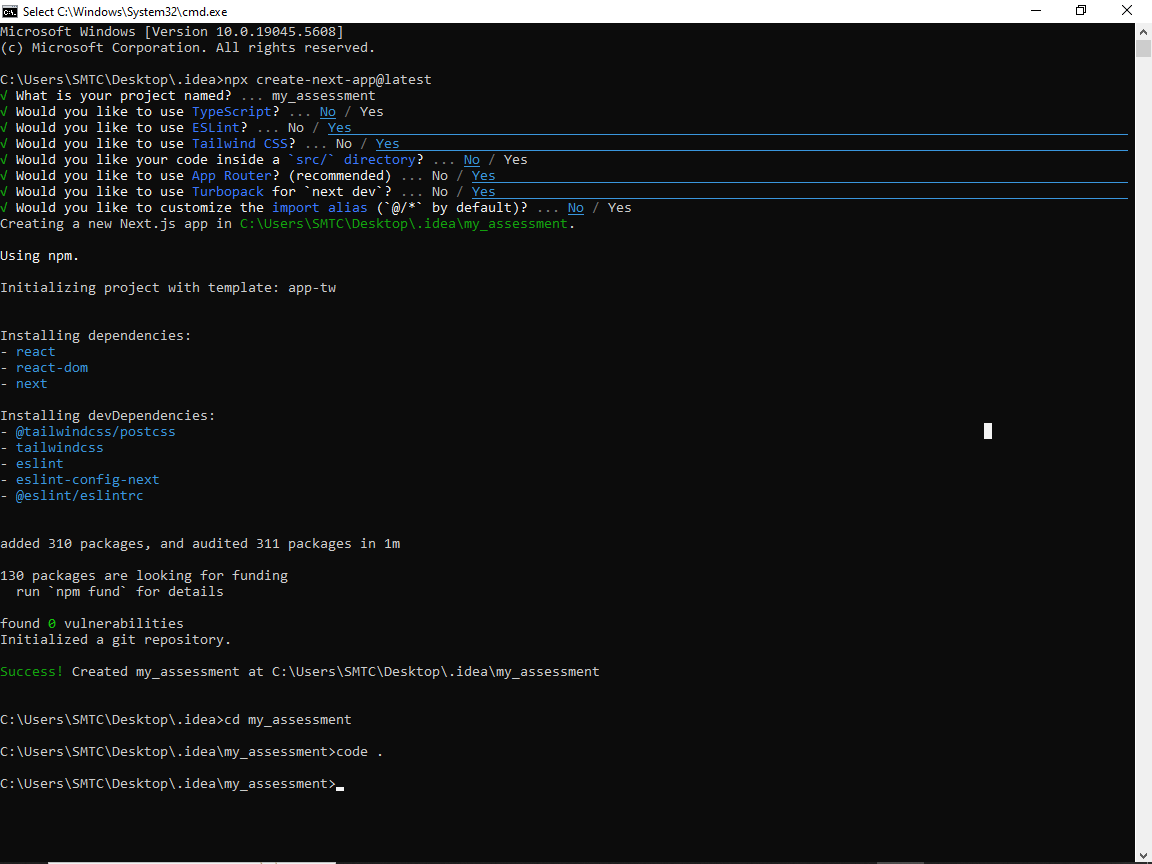 Select C:\Windows\System32\cmd.exe
Microsoft Windows [Version 10.0.19045.5608]
(c) Microsoft Corporation. All rights reserved.
C:\Users\SMTC\Desktop\.idea>npx create-next-app@latest
√ What is your project named? ... my_assessment
√ Would you like to use TypeScript? ... No / Yes
√ Would you like to use ESLint? ... No / Yes
√ Would you like to use Tailwind CSS? ... No / Yes
√ Would you like your code inside a `src/` directory? ... No / Yes
√ Would you like to use App Router? (recommended) ... No / Yes
√ Would you like to use Turbopack for `next dev`? ... No / Yes
√ Would you like to customize the import alias (`@/*` by default)? ... No / Yes
Creating a new Next.js app in C:\Users\SMTC\Desktop\.idea\my_assessment.
Using npm.
Initializing project with template: app-tw
Installing dependencies:
- react
- react-dom
- next
Installing devDependencies:
- @tailwindcss/postcss
- tailwindcss
- eslint
- eslint-config-next
- @eslint/eslintrc
added 310 packages, and audited 311 packages in 1m
130 packages are looking for funding
run `npm fund` for details
found 0 vulnerabilities
Initialized a git repository.
Success! Created my_assessment at C:\Users\SMTC\Desktop\.idea\my_assessment
C:\Users\SMTC\Desktop\.idea>cd my_assessment
C:\Users\SMTC\Desktop\.idea\my_assessment>code .
C:\Users\SMTC\Desktop\.idea\my_assessment>